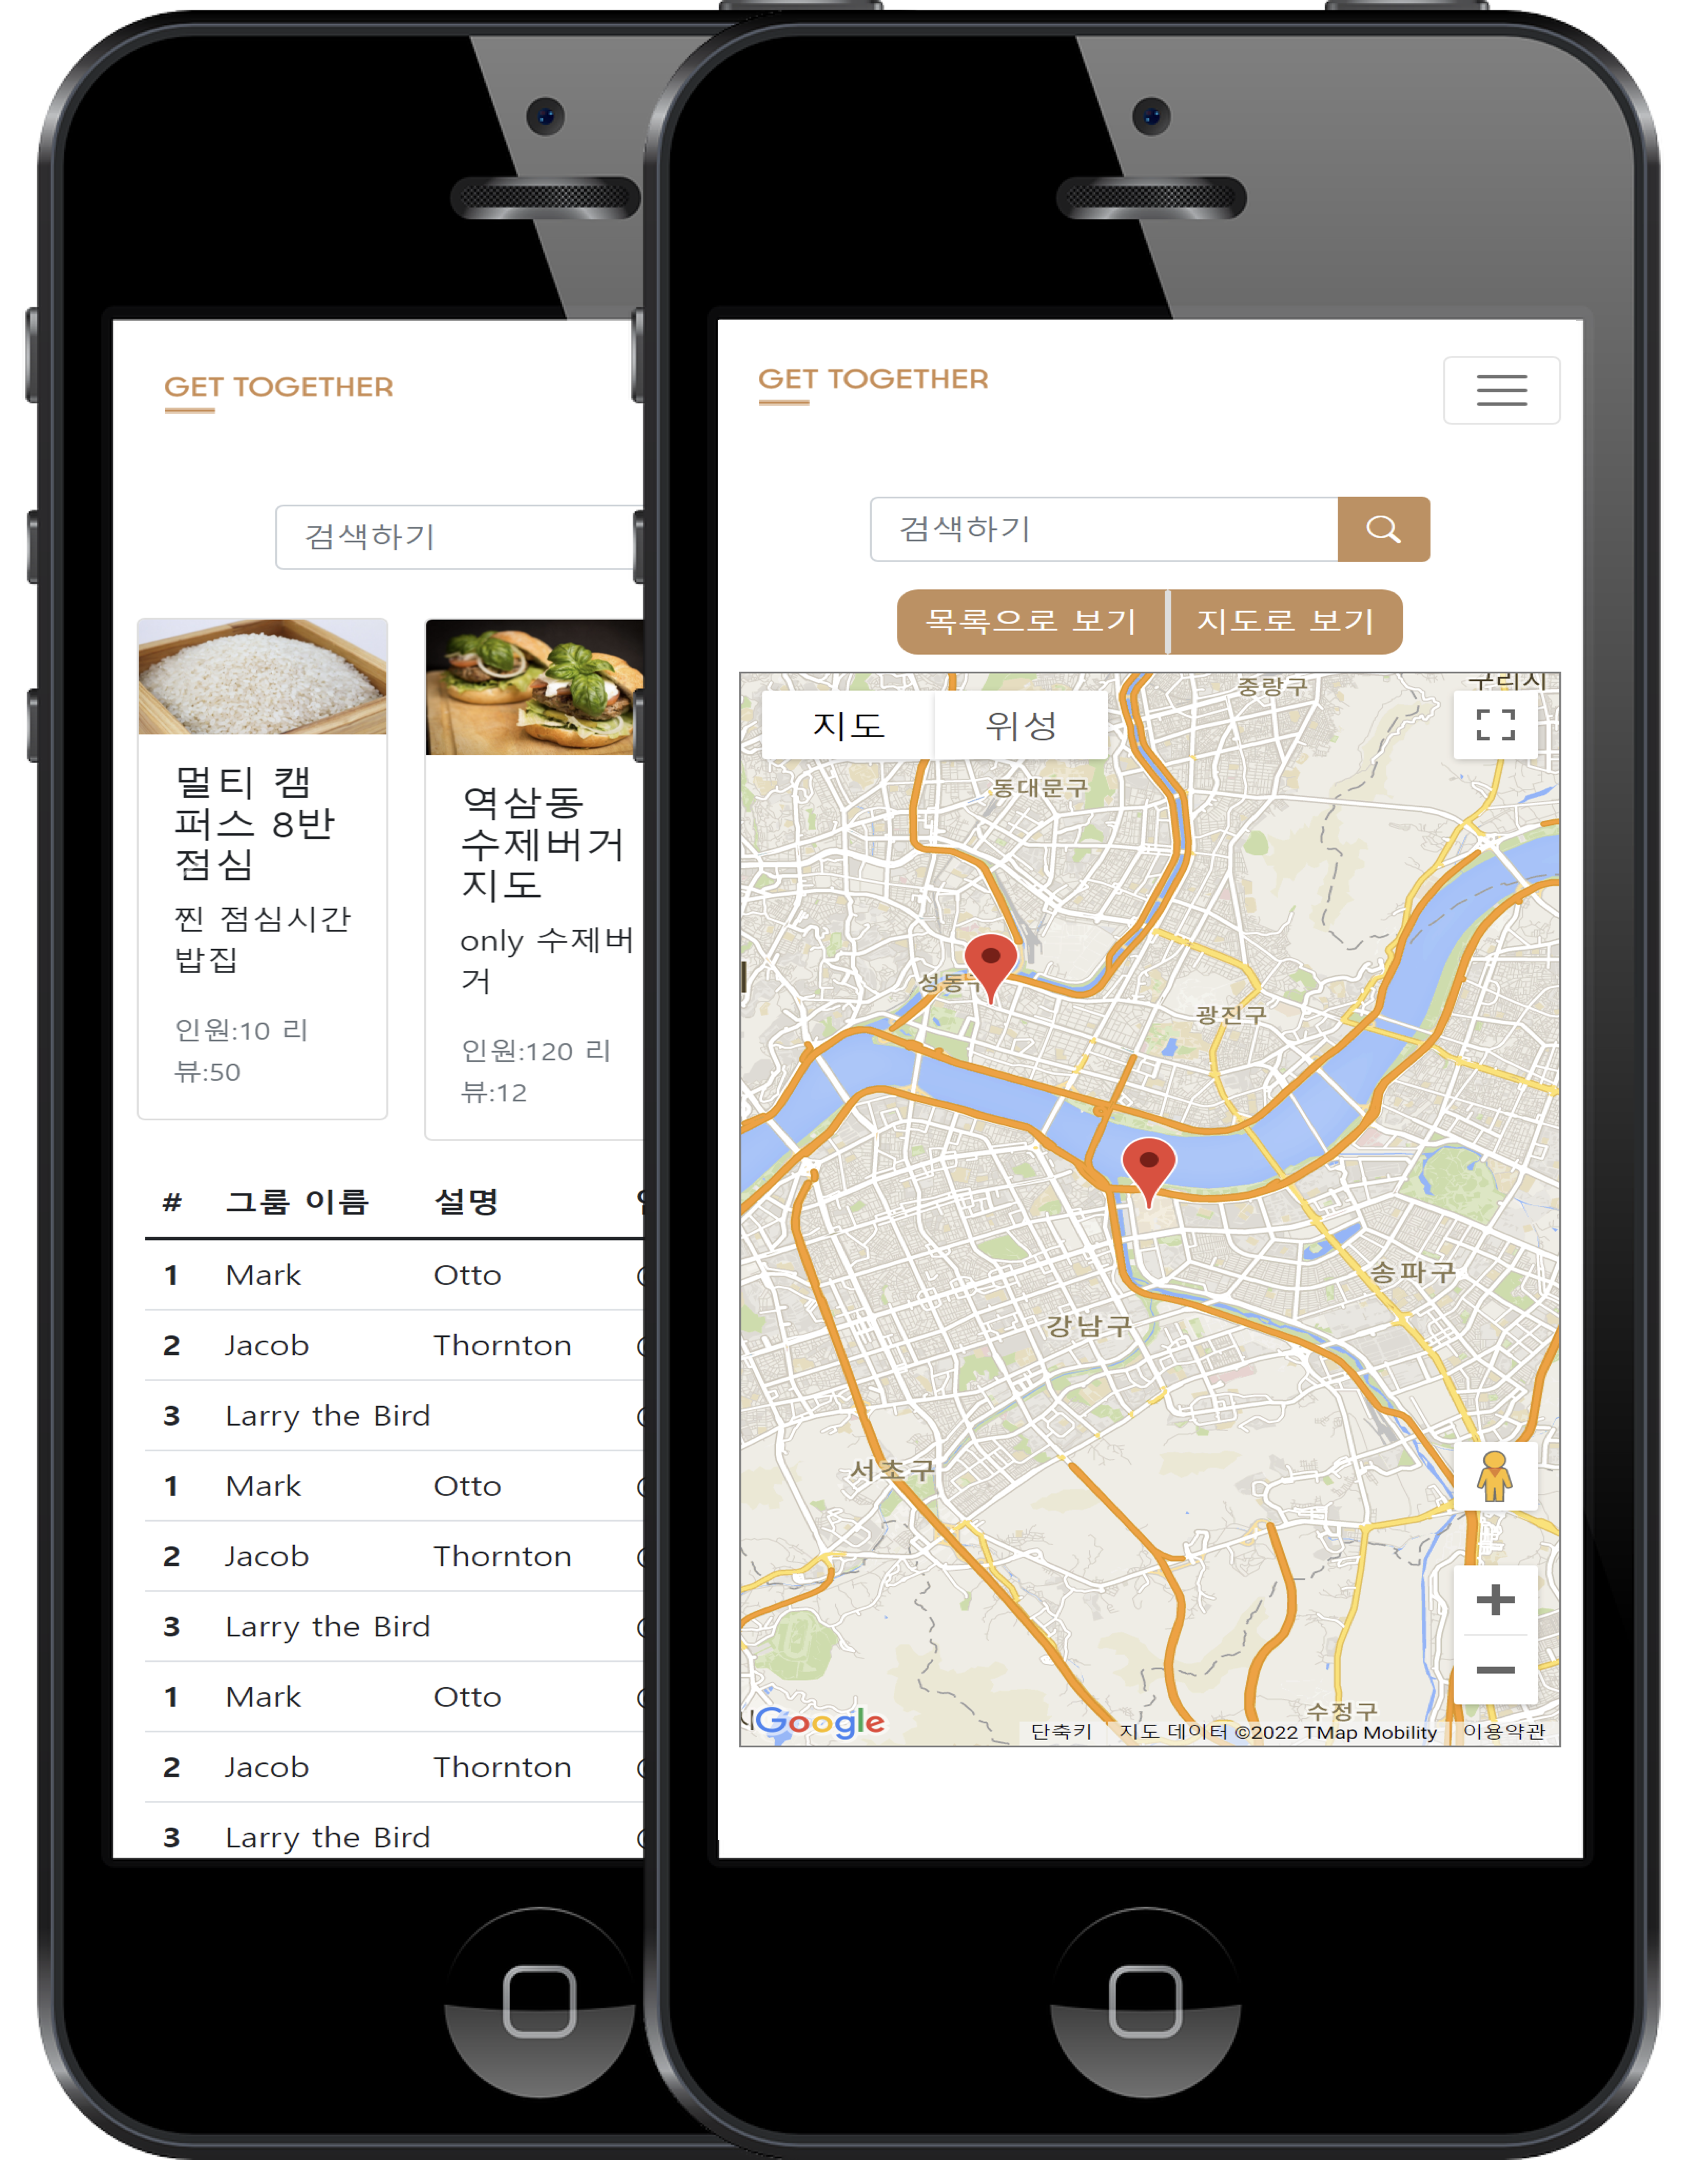 GET TOGETHER
검색하기
멀티 캠
퍼스 8반
점심
찐 점심시간
밥집
인원:10 리
뷰:50
역삼동
수제버거
지도
only 수제버
거
인원:120 리
뷰:12
# 그룹 이름 설명
1 Mark Otto
2 Jacob Thornton
3 Larry the Bird
1 Mark Otto
2 Jacob Thornton
3 Larry the Bird
1 Mark Otto
2 Jacob Thornton
3 Larry the Bird
GET TOGETHER
검색하기
목록으로 보기 지도로 보기
중랑구
구리시
지도 위성
동대문구
성동구
광진구
송파구
강남구
서초구
수정구
Google
단축키 지도 데이터 ©2022 TMap Mobility 이용약관